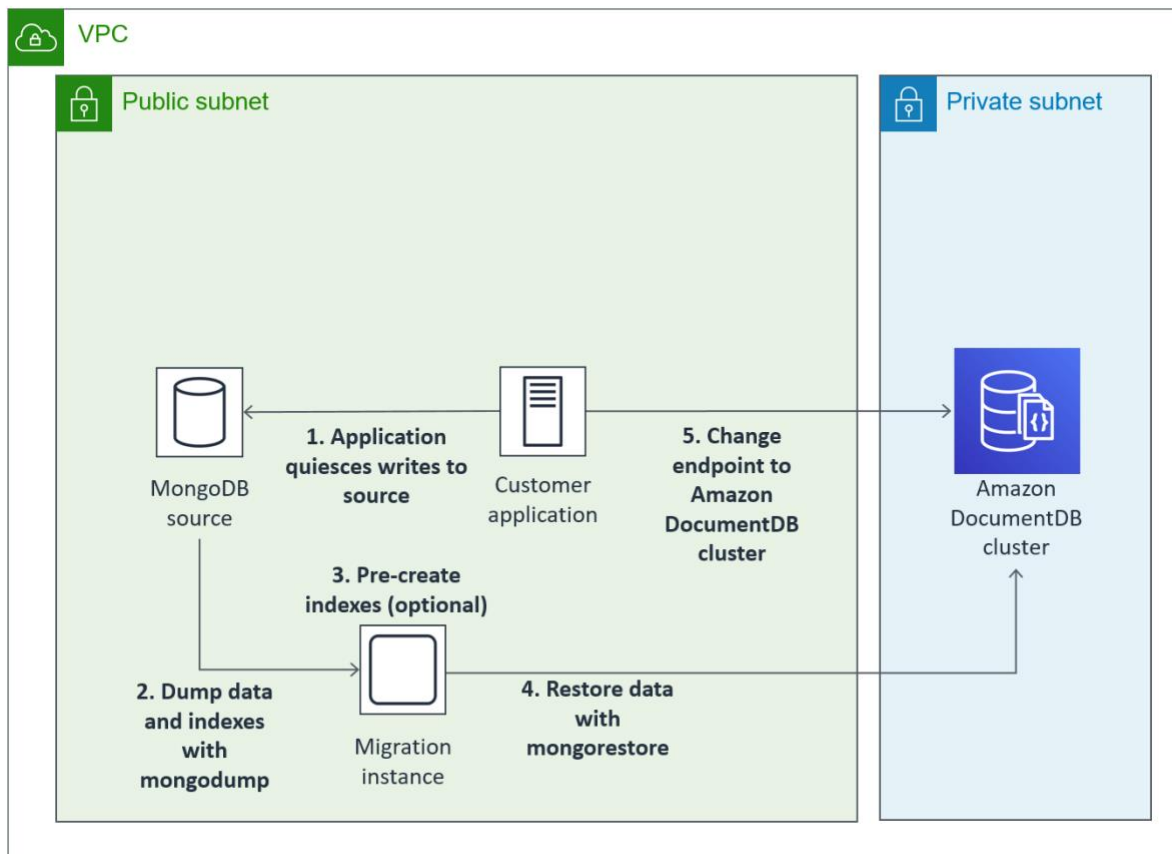 VPC
Public subnet
Private subnet
1. Application
quiesces writes to
source
5. Change
endpoint to
Amazon
DocumentDB
cluster
MongoDB
source
Customer
application
Amazon
DocumentDB
cluster
3. Pre-create
indexes (optional)
2. Dump data
and indexes
with
mongodump
4. Restore data
with
mongorestore
Migration
instance